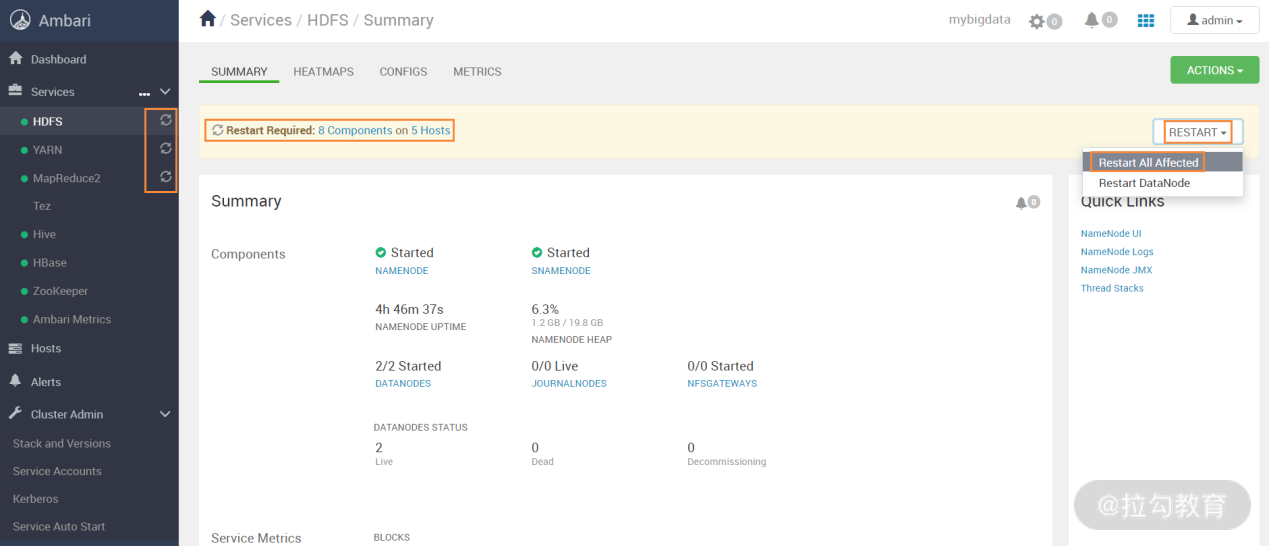 Ambari
/ Services / HDFS / Summary
mybigdata
0
0
admin
Dashboard
Services
...
HDFS
YARN
MapReduce2
Tez
Hive
HBase
ZooKeeper
Ambari Metrics
Hosts
Alerts
Cluster Admin
Stack and Versions
Service Accounts
Kerberos
Service Auto Start
SUMMARY
HEATMAPS
CONFIGS
METRICS
ACTIONS
Restart Required: 8 Components on 5 Hosts
RESTART
Restart All Affected
Restart DataNode
Summary
0
Components
Started
NAMENODE
Started
SNAMENODE
4h 46m 37s
NAMENODE UPTIME
6.3%
1.2 GB / 19.8 GB
NAMENODE HEAP
2/2 Started
DATANODES
0/0 Live
JOURNALNODES
0/0 Started
NFSGATEWAYS
DATANODES STATUS
2
Live
0
Dead
0
Decommissioning
Service Metrics
BLOCKS
Quick Links
NameNode UI
NameNode Logs
NameNode JMX
Thread Stacks
@拉勾教育